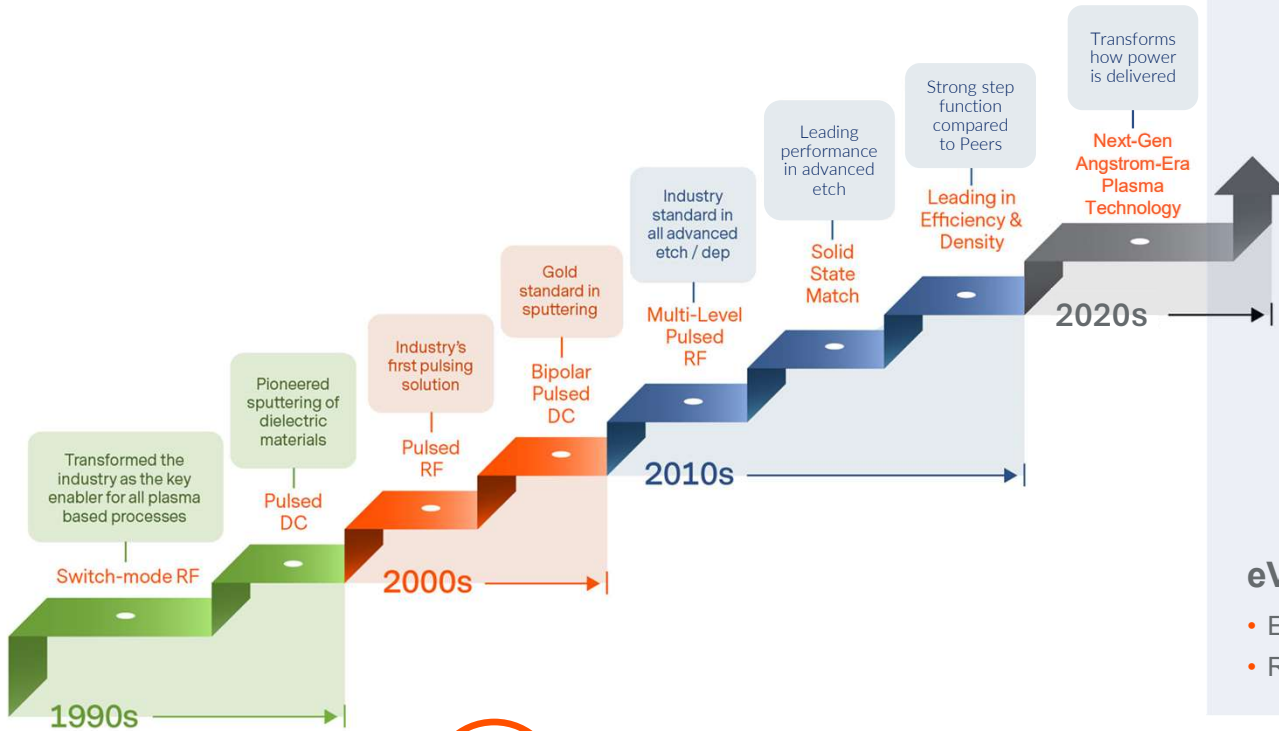 Transforms
how power
is delivered
Next-Gen
Angstrom-Era
Plasma
Technology
Strong step
function
compared
to Peers
Leading in
Efficiency &
Density
Leading
performance
in advanced
etch
Solid
State
Match
Industry
standard in
all advanced
etch / dep
Multi-Level
Pulsed
RF
Gold
standard in
sputtering
Bipolar
Pulsed
DC
Industry's
first pulsing
solution
Pulsed
RF
Pioneered
sputtering of
dielectric
materials
Pulsed
DC
Transformed the
industry as the key
enabler for all plasma
based processes
Switch-mode RF
2020s
2010s
2000s
1990s